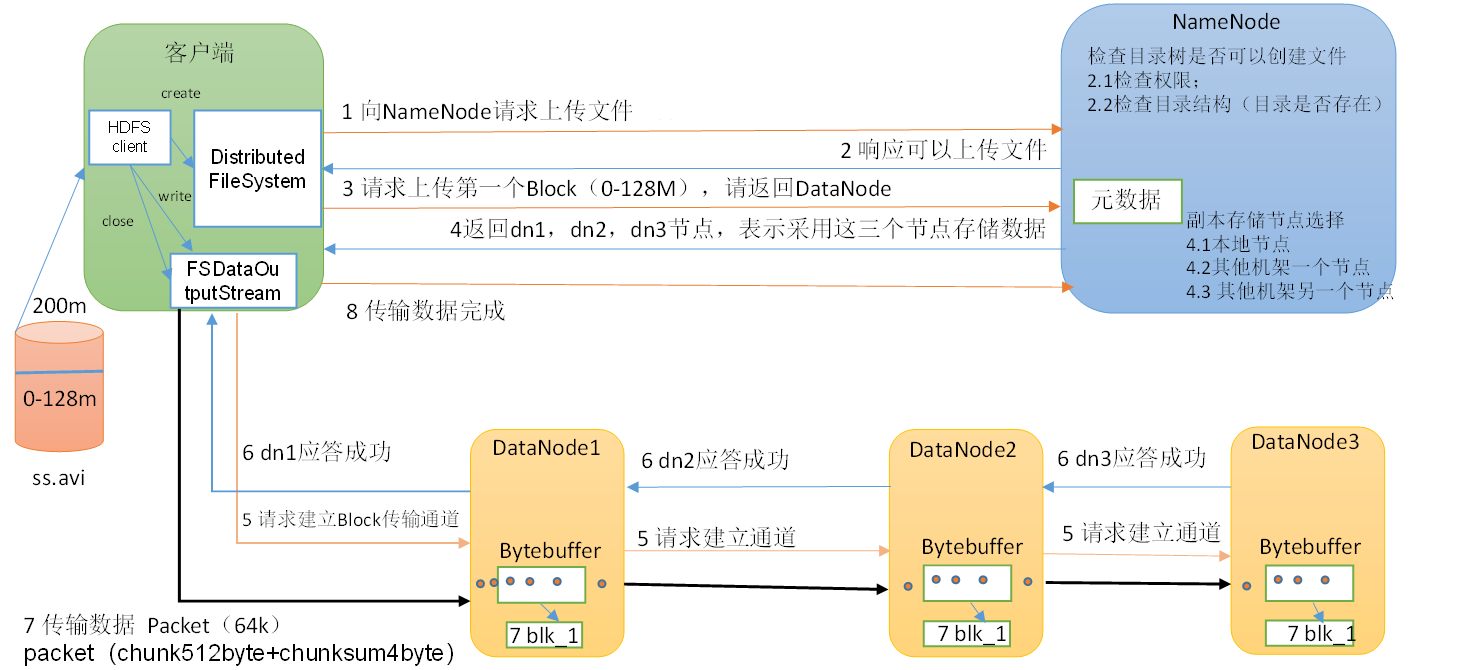 客户端
create
HDFS
client
Distributed
FileSystem
write
close
FSDataOu
tputStream
200m
0-128m
ss.avi
1 向NameNode请求上传文件
2 响应可以上传文件
3 请求上传第一个Block（0-128M），请返回DataNode
4返回dn1，dn2，dn3节点，表示采用这三个节点存储数据
8 传输数据完成
NameNode
检查目录树是否可以创建文件
2.1检查权限；
2.2检查目录结构（目录是否存在）
元数据
副本存储节点选择
4.1本地节点
4.2其他机架一个节点
4.3 其他机架另一个节点
6 dn1应答成功
5 请求建立Block传输通道
DataNode1
Bytebuffer
7 blk_1
6 dn2应答成功
5 请求建立通道
DataNode2
Bytebuffer
7 blk_1
6 dn3应答成功
5 请求建立通道
DataNode3
Bytebuffer
7 blk_1
7 传输数据 Packet（64k）
packet（chunk512byte+chunksum4byte）